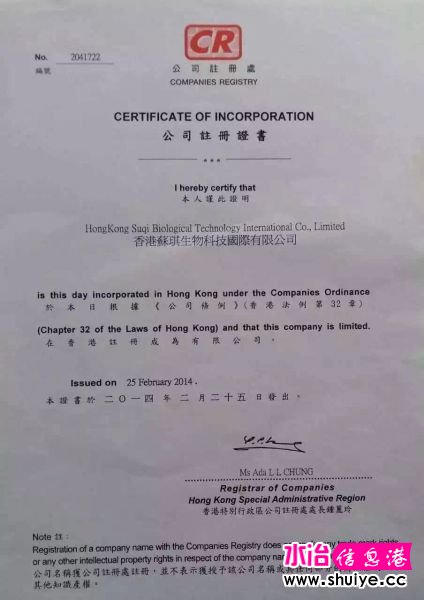 CR
No. 2041722
編號
公司註冊處
COMPANIES REGISTRY
CERTIFICATE OF INCORPORATION
公司註冊證書
***
I hereby certify that
本人謹此證明
HongKong Suqi Biological Technology International Co., Limited
香港蘇琪生物科技國際有限公司
is this day incorporated in Hong Kong under the Companies Ordinance
於本日根據《公司條例》(香港法例第32章)
(Chapter 32 of the Laws of Hong Kong) and that this company is limited.
在香港註冊成為有限公司。
Issued on 25 February 2014.
本證書於二〇一四年二月二十五日發出。
Ms Ada L L CHUNG
Registrar of Companies
Hong Kong Special Administrative Region
香港特別行政區公司註冊處處長鍾麗玲
Note 註:
Registration of a company name with the Companies Registry does
or any other intellectual property rights in respect of the company
公司名稱獲公司註冊處註冊,並不表示獲授予該公司名稱或其任何
其他知識產權。
水冶信息港
www.shuiye.cc